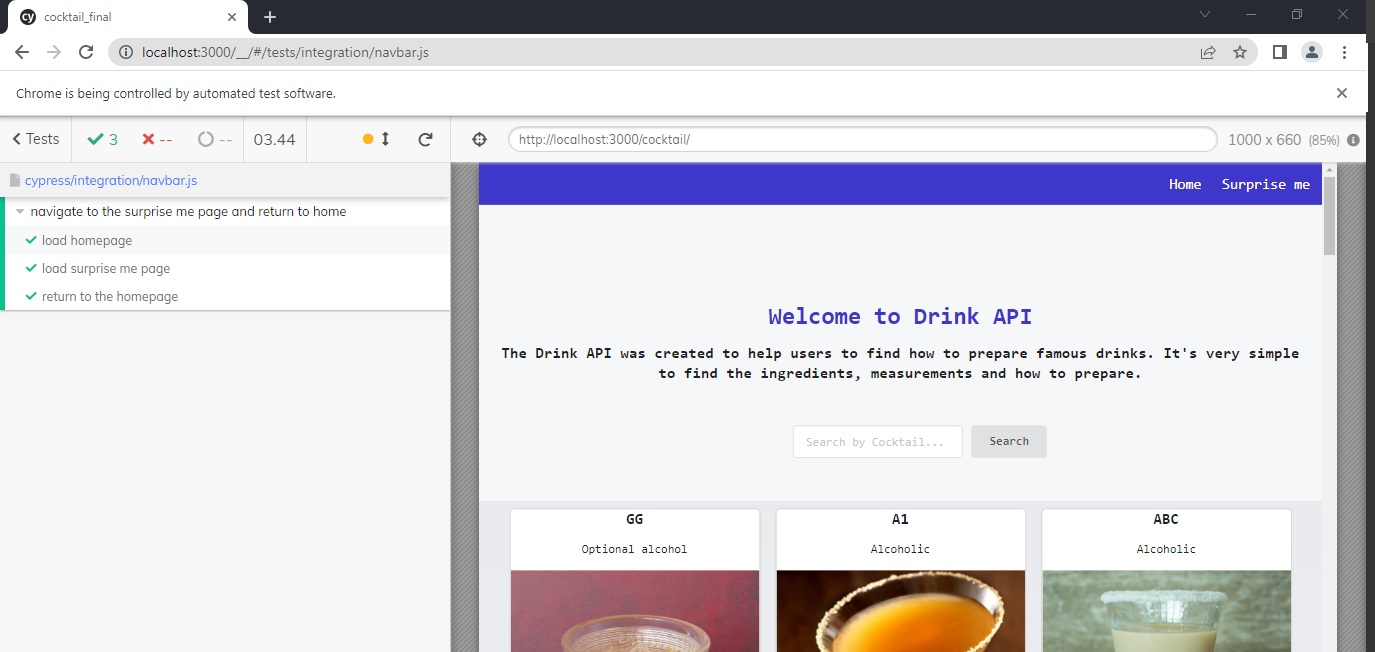 cy cocktail_final
localhost:3000/__/#/tests/integration/navbar.js
Chrome is being controlled by automated test software.
Tests 3 -- -- 03.44
http://localhost:3000/cocktail/ 1000 x 660 (85%)
cypress/integration/navbar.js
navigate to the surprise me page and return to home
load homepage
load surprise me page
return to the homepage
Home Surprise me
Welcome to Drink API
The Drink API was created to help users to find how to prepare famous drinks. It's very simple
to find the ingredients, measurements and how to prepare.
Search by Cocktail... Search
GG A1 ABC
Optional alcohol Alcoholic Alcoholic